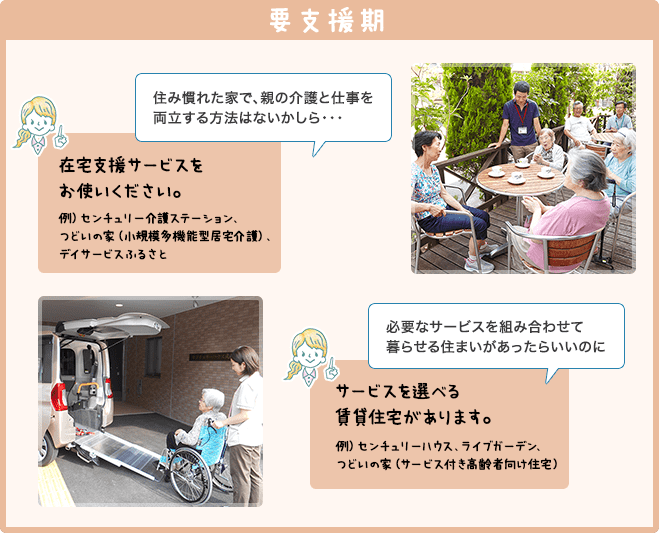 要支援期
住み慣れた家で、親の介護と仕事を
両立する方法はないかしら・・・
在宅支援サービスを
お使いください。
例）センチュリー介護ステーション、
つどいの家（小規模多機能型居宅介護）、
デイサービスふるさと
必要なサービスを組み合わせて
暮らせる住まいがあったらいいのに
サービスを選べる
賃貸住宅があります。
例）センチュリーハウス、ライブガーデン、
つどいの家（サービス付き高齢者向け住宅）